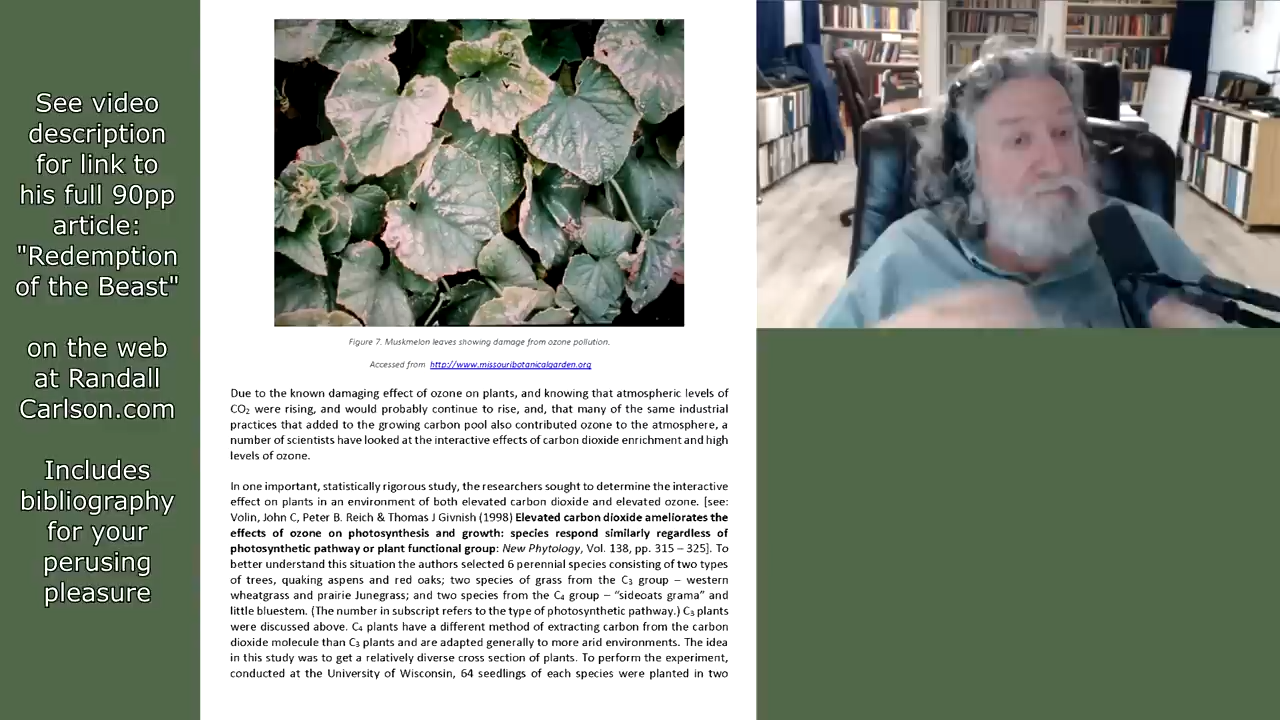 See video
description
for link to
his full 90pp
article:
"Redemption
of the Beast"
on the web
at Randall
Carlson.com
Includes
bibliography
for your
perusing
pleasure
Figure 7. Muskmelon leaves showing damage from ozone pollution.
Accessed from http://www.missouribotanicalgarden.org
Due to the known damaging effect of ozone on plants, and knowing that atmospheric levels of
CO₂ were rising, and would probably continue to rise, and, that many of the same industrial
practices that added to the growing carbon pool also contributed ozone to the atmosphere, a
number of scientists have looked at the interactive effects of carbon dioxide enrichment and high
levels of ozone.
In one important, statistically rigorous study, the researchers sought to determine the interactive
effect on plants in an environment of both elevated carbon dioxide and elevated ozone. [see:
Volin, John C, Peter B. Reich & Thomas J Givnish (1998) Elevated carbon dioxide ameliorates the
effects of ozone on photosynthesis and growth: species respond similarly regardless of
photosynthetic pathway or plant functional group: New Phytology, Vol. 138, pp. 315 – 325]. To
better understand this situation the authors selected 6 perennial species consisting of two types
of trees, quaking aspens and red oaks; two species of grass from the C₃ group – western
wheatgrass and prairie Junegrass; and two species from the C₄ group – "sideoats grama" and
little bluestem. (The number in subscript refers to the type of photosynthetic pathway.) C₃ plants
were discussed above. C₄ plants have a different method of extracting carbon from the carbon
dioxide molecule than C₃ plants and are adapted generally to more arid environments. The idea
in this study was to get a relatively diverse cross section of plants. To perform the experiment,
conducted at the University of Wisconsin, 64 seedlings of each species were planted in two